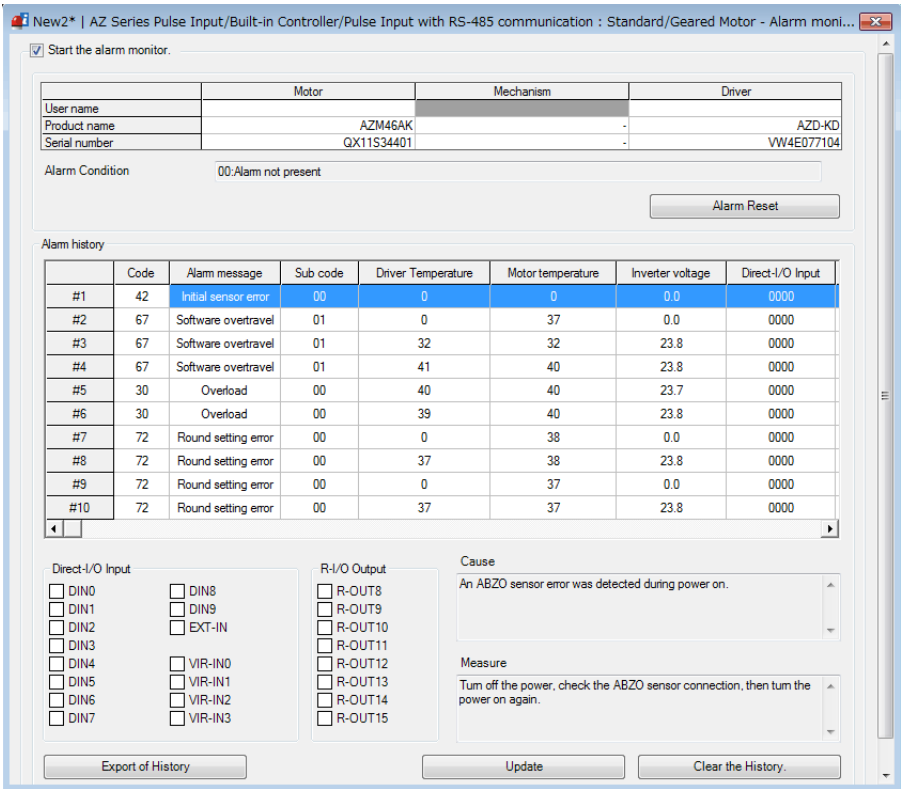 New2* | AZ Series Pulse Input/Built-in Controller/Pulse Input with RS-485 communication : Standard/Geared Motor - Alarm moni...
Start the alarm monitor.
Motor Mechanism Driver
User name
Product name AZM46AK - AZD-KD
Serial number QX11S34401 - VW4E077104
Alarm Condition 00:Alarm not present
Alarm Reset
Alarm history
Code Alarm message Sub code Driver Temperature Motor temperature Inverter voltage Direct-I/O Input
#1 42 Initial sensor error 00 0 0 0.0 0000
#2 67 Software overtravel 01 0 37 0.0 0000
#3 67 Software overtravel 01 32 32 23.8 0000
#4 67 Software overtravel 01 41 40 23.8 0000
#5 30 Overload 00 40 40 23.7 0000
#6 30 Overload 00 39 40 23.8 0000
#7 72 Round setting error 00 0 38 0.0 0000
#8 72 Round setting error 00 37 38 23.8 0000
#9 72 Round setting error 00 0 37 0.0 0000
#10 72 Round setting error 00 37 37 23.8 0000
Direct-I/O Input
DIN0 DIN8
DIN1 DIN9
DIN2 EXT-IN
DIN3
DIN4 VIR-IN0
DIN5 VIR-IN1
DIN6 VIR-IN2
DIN7 VIR-IN3
R-I/O Output
R-OUT8
R-OUT9
R-OUT10
R-OUT11
R-OUT12
R-OUT13
R-OUT14
R-OUT15
Cause
An ABZO sensor error was detected during power on.
Measure
Turn off the power, check the ABZO sensor connection, then turn the
power on again.
Export of History Update Clear the History.